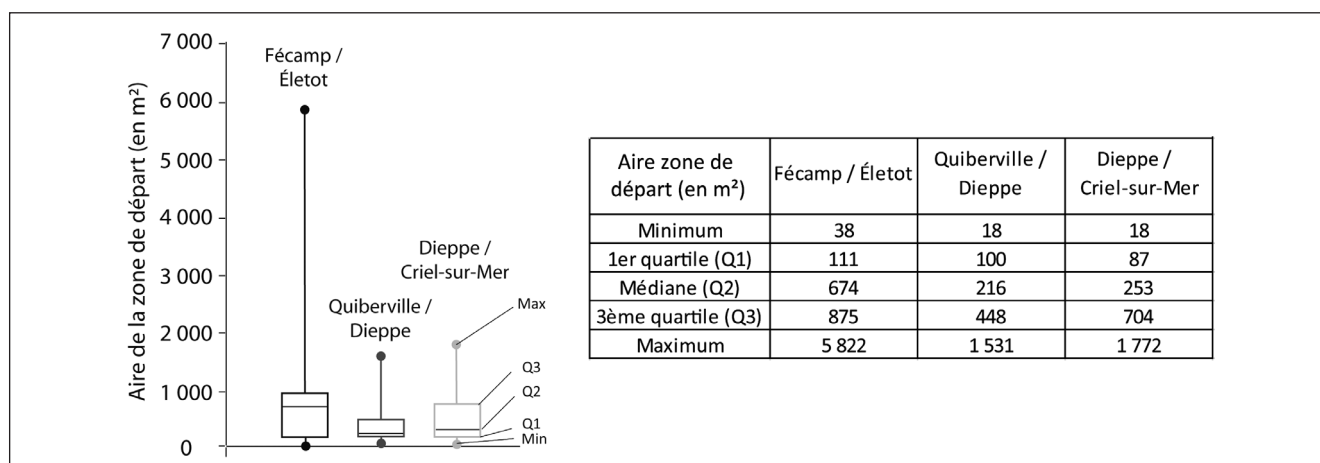 Aire de la zone de départ (en m²)
7 000
6 000
5 000
4 000
3 000
2 000
1 000
0
Fécamp /
Életot
Quiberville /
Dieppe
Dieppe /
Criel-sur-Mer
Max
Q3
Q2
Q1
Min
Aire zone de départ (en m²) Fécamp / Életot Quiberville / Dieppe Dieppe / Criel-sur-Mer
Minimum 38 18 18
1er quartile (Q1) 111 100 87
Médiane (Q2) 674 216 253
3ème quartile (Q3) 875 448 704
Maximum 5 822 1 531 1 772